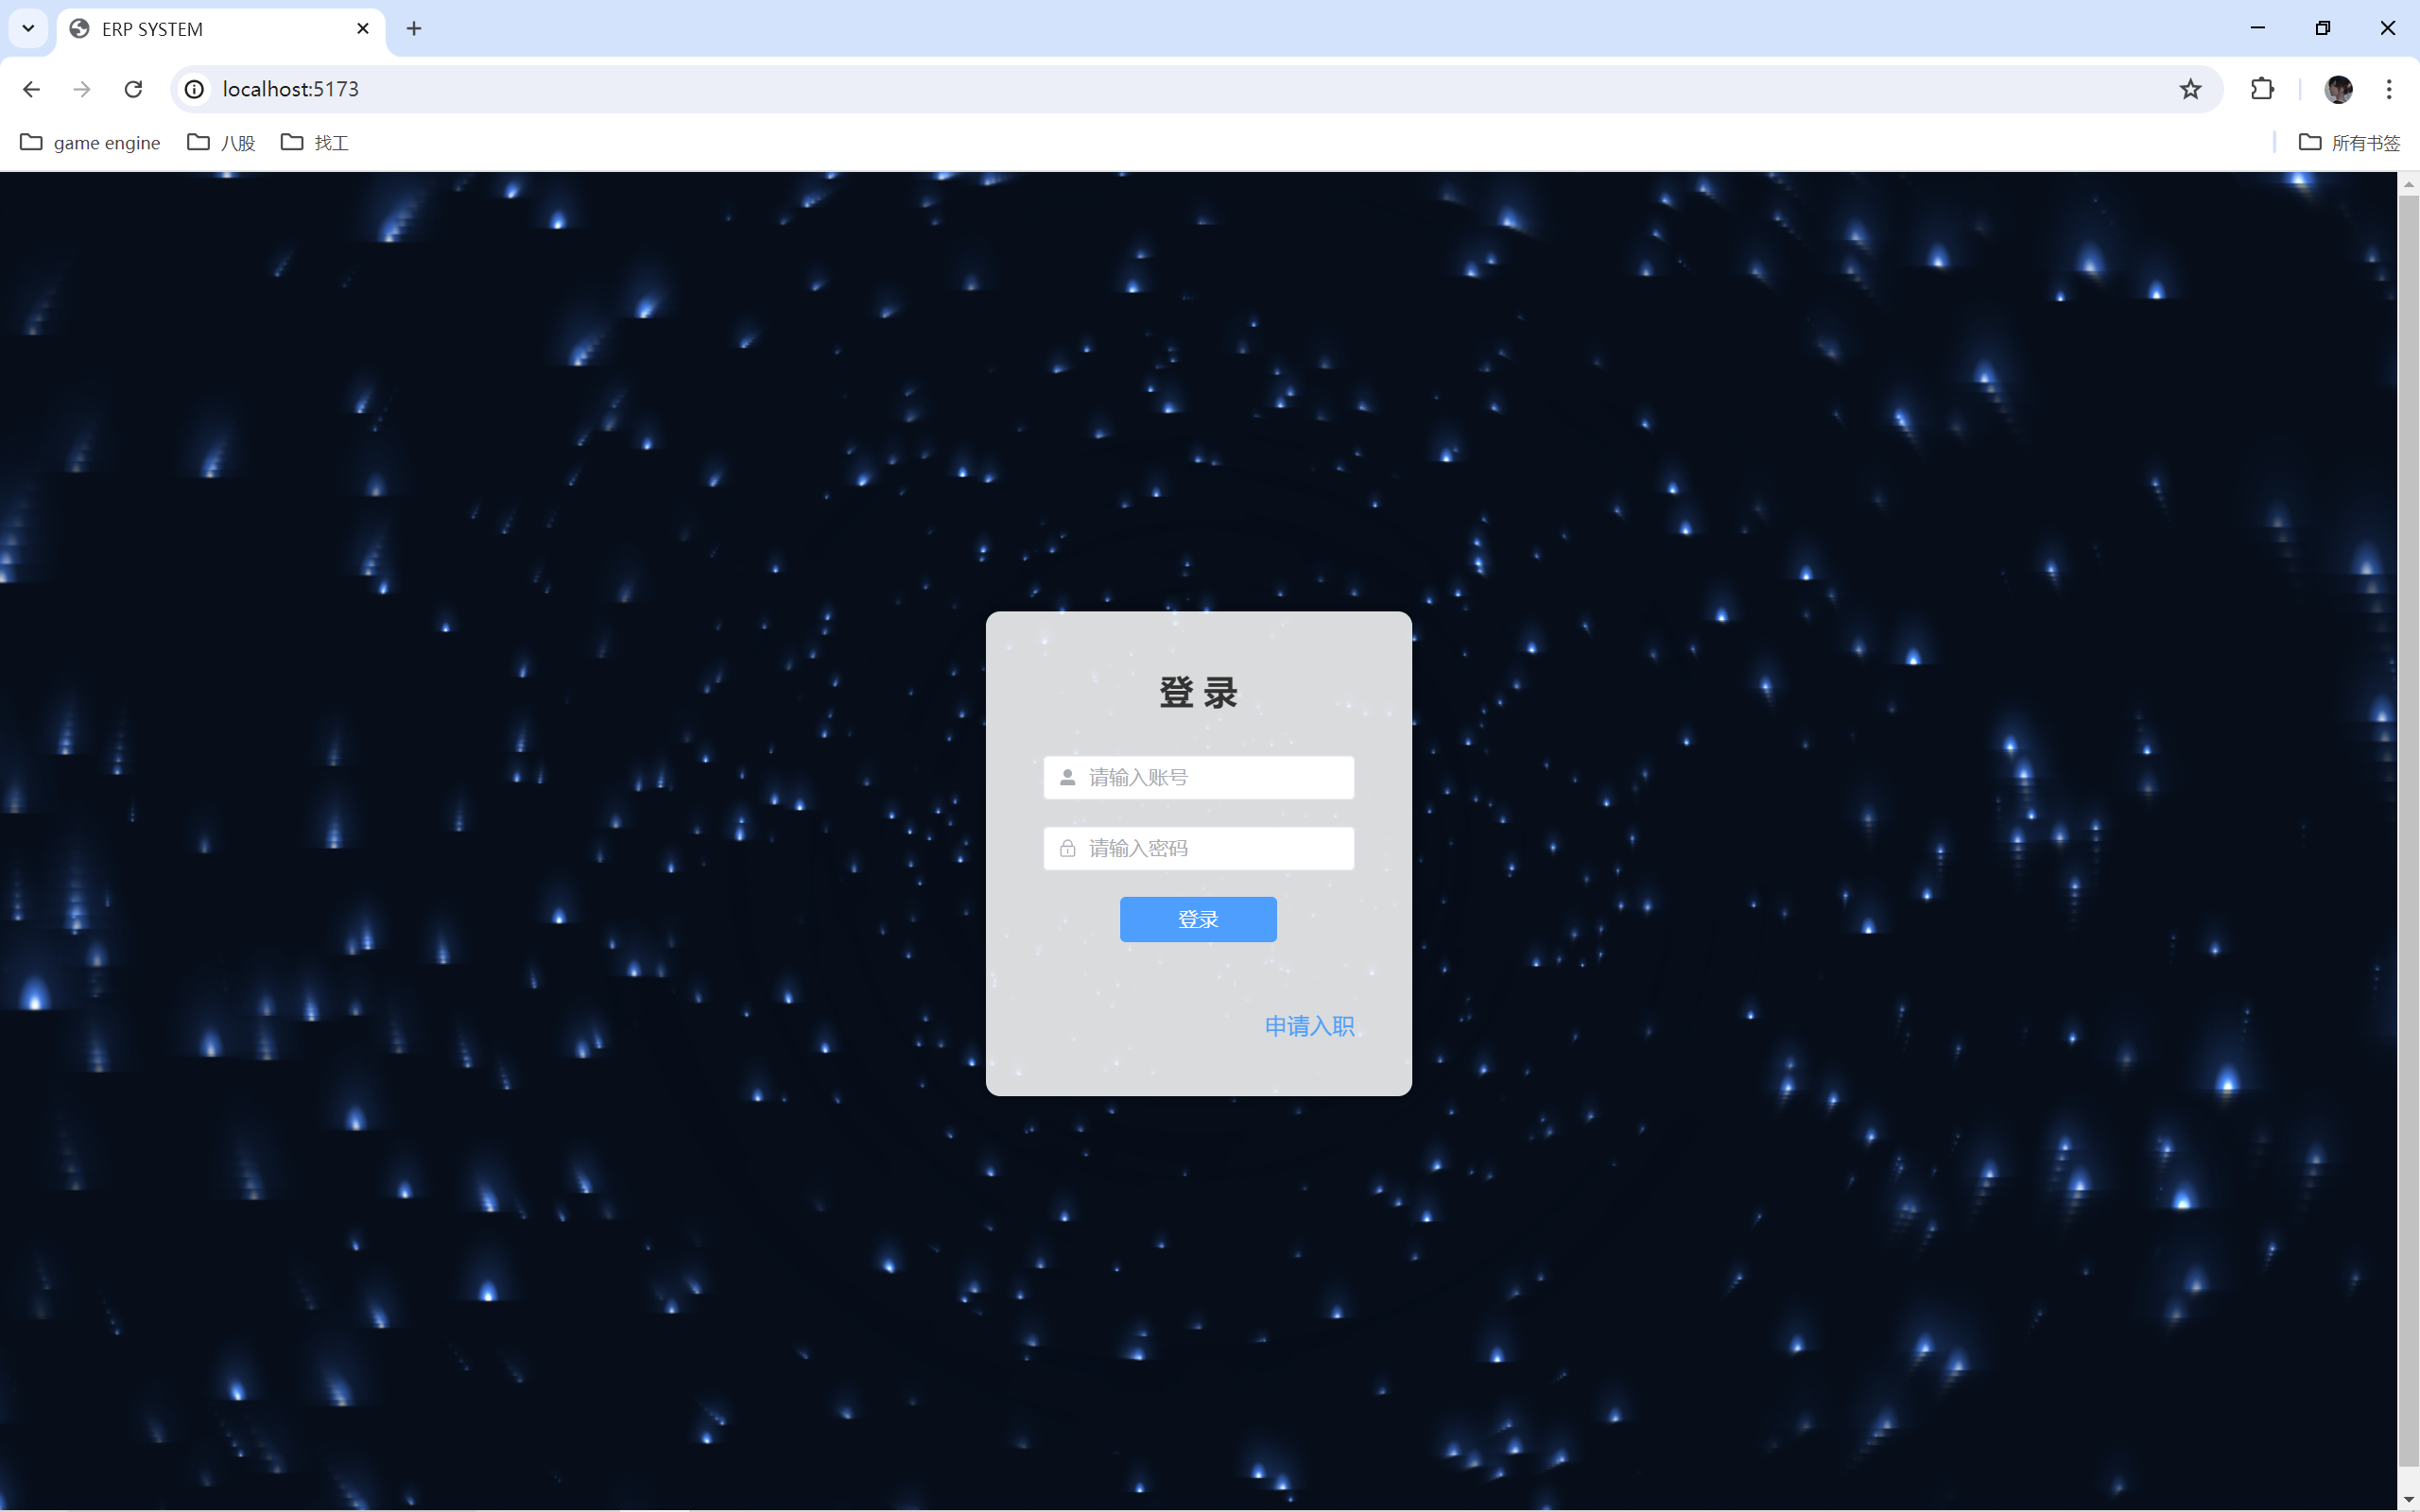 ERP SYSTEM
localhost:5173
game engine 八股 找工 所有书签
登 录
请输入账号
请输入密码
登录
申请入职